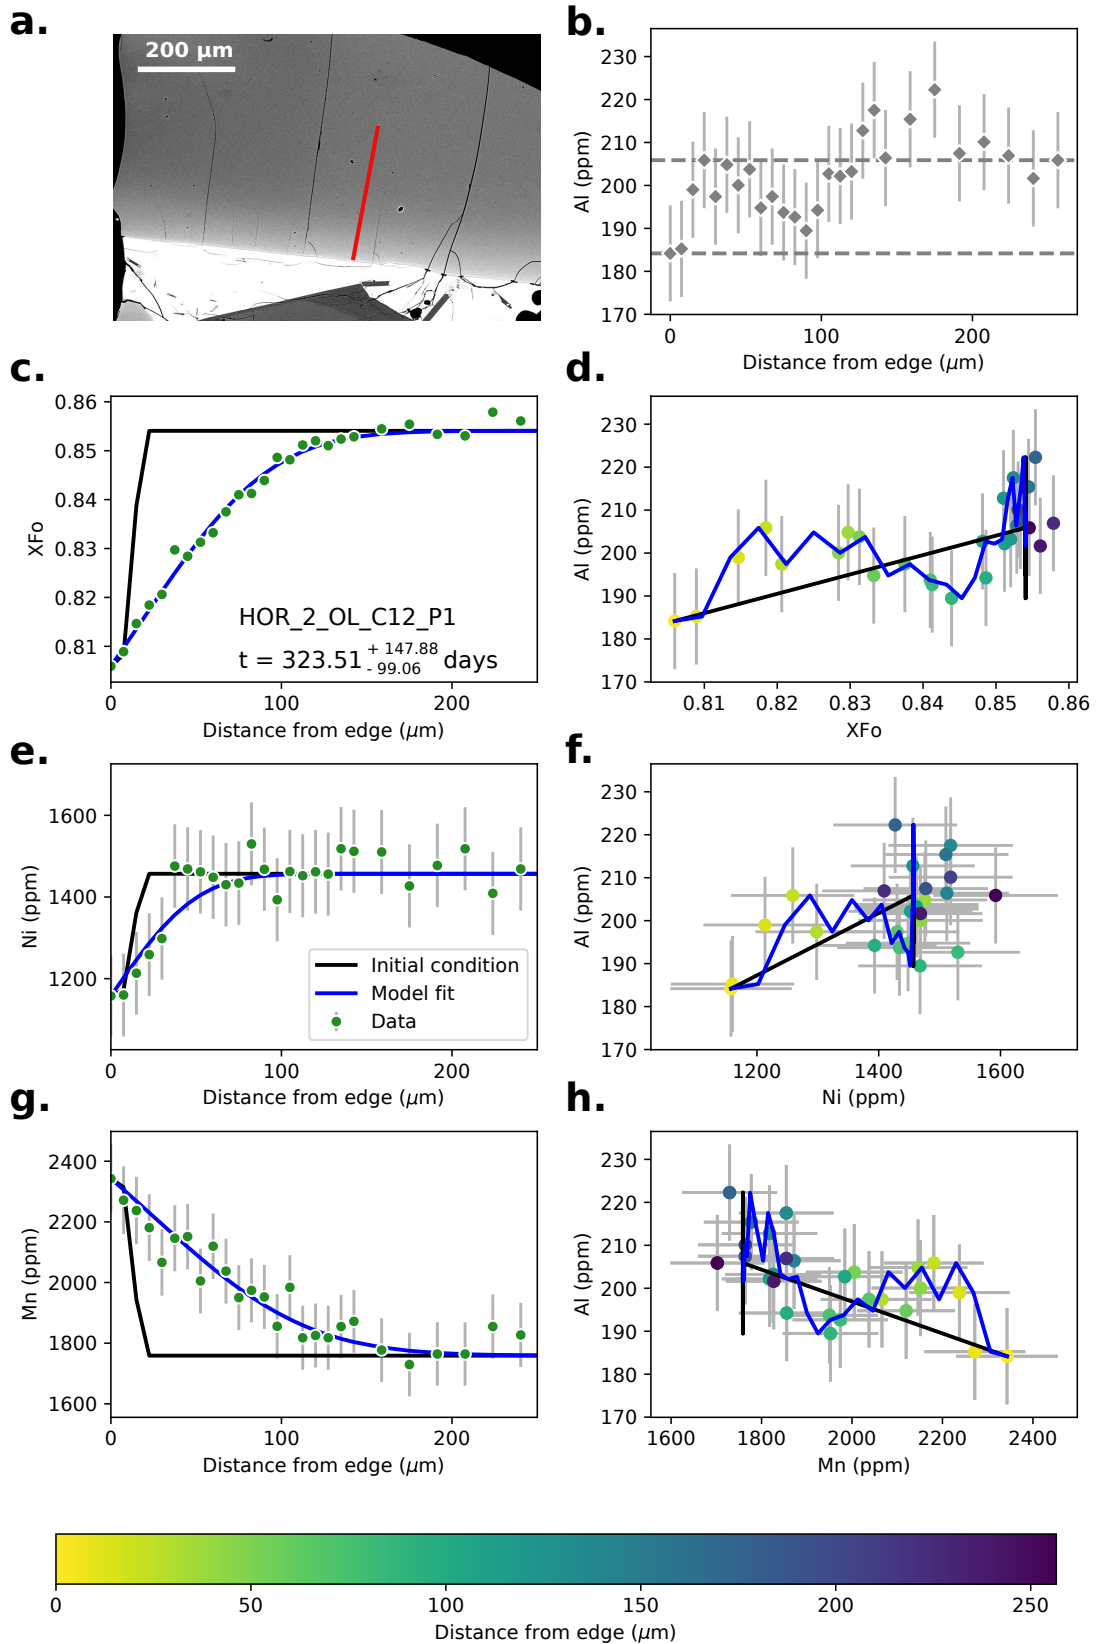 a.
200 μm
b.
230
220
210
200
190
180
170
Al (ppm)
0
100
200
Distance from edge (μm)
c.
0.86
0.85
0.84
0.83
0.82
0.81
XFo
HOR_2_OL_C12_P1
t = 323.51 + 147.88 - 99.06 days
0
100
200
Distance from edge (μm)
d.
230
220
210
200
190
180
170
Al (ppm)
0.81
0.82
0.83
0.84
0.85
0.86
XFo
e.
1600
1400
1200
Ni (ppm)
Initial condition
Model fit
Data
0
100
200
Distance from edge (μm)
f.
230
220
210
200
190
180
170
Al (ppm)
1200
1400
1600
Ni (ppm)
g.
2400
2200
2000
1800
1600
Mn (ppm)
0
100
200
Distance from edge (μm)
h.
230
220
210
200
190
180
170
Al (ppm)
1600
1800
2000
2200
2400
Mn (ppm)
0
50
100
150
200
250
Distance from edge (μm)